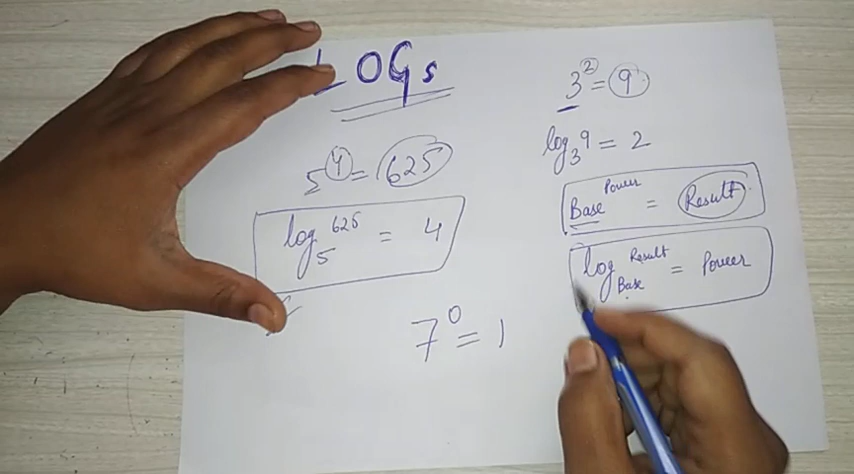 LOGs
5⁴ = 625
log₅ 625 = 4
7⁰ = 1
3² = 9
log₃ 9 = 2
Base^Power = Result
log_Base Result = Power